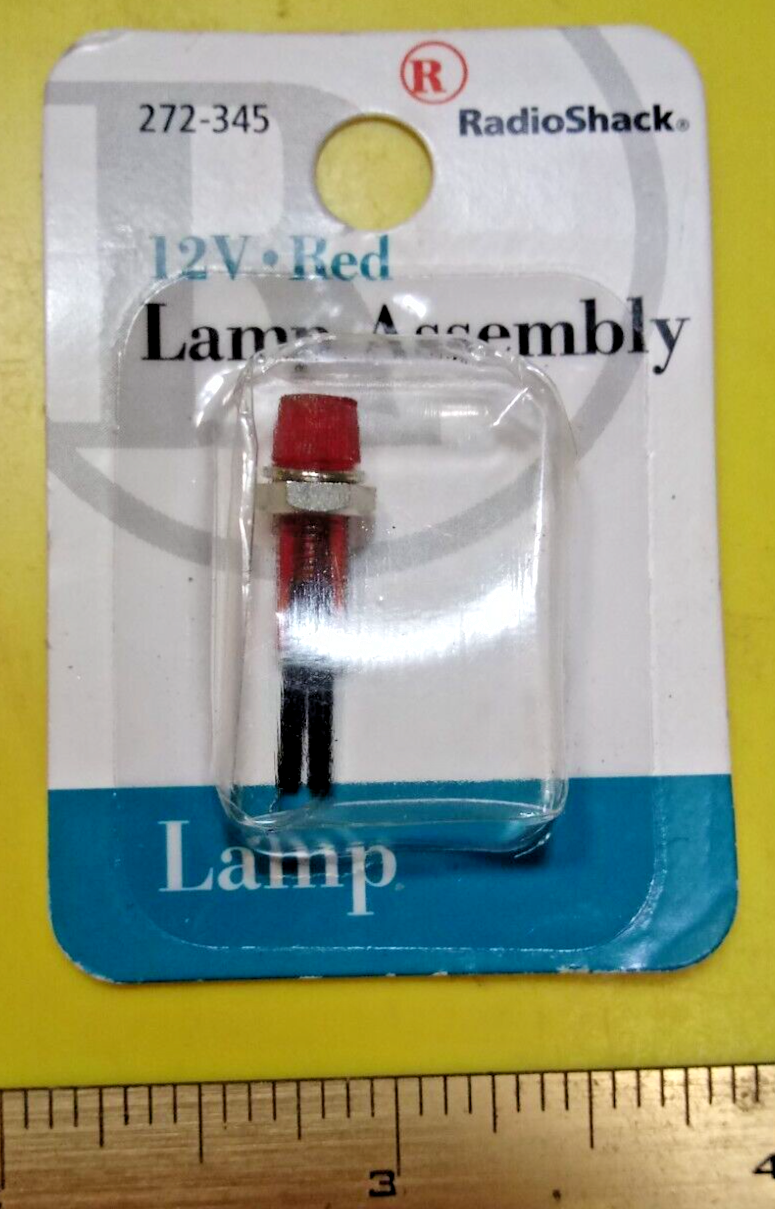 R
272-345
RadioShack®
12V • Red
Lamp Assembly
Lamp
3
4